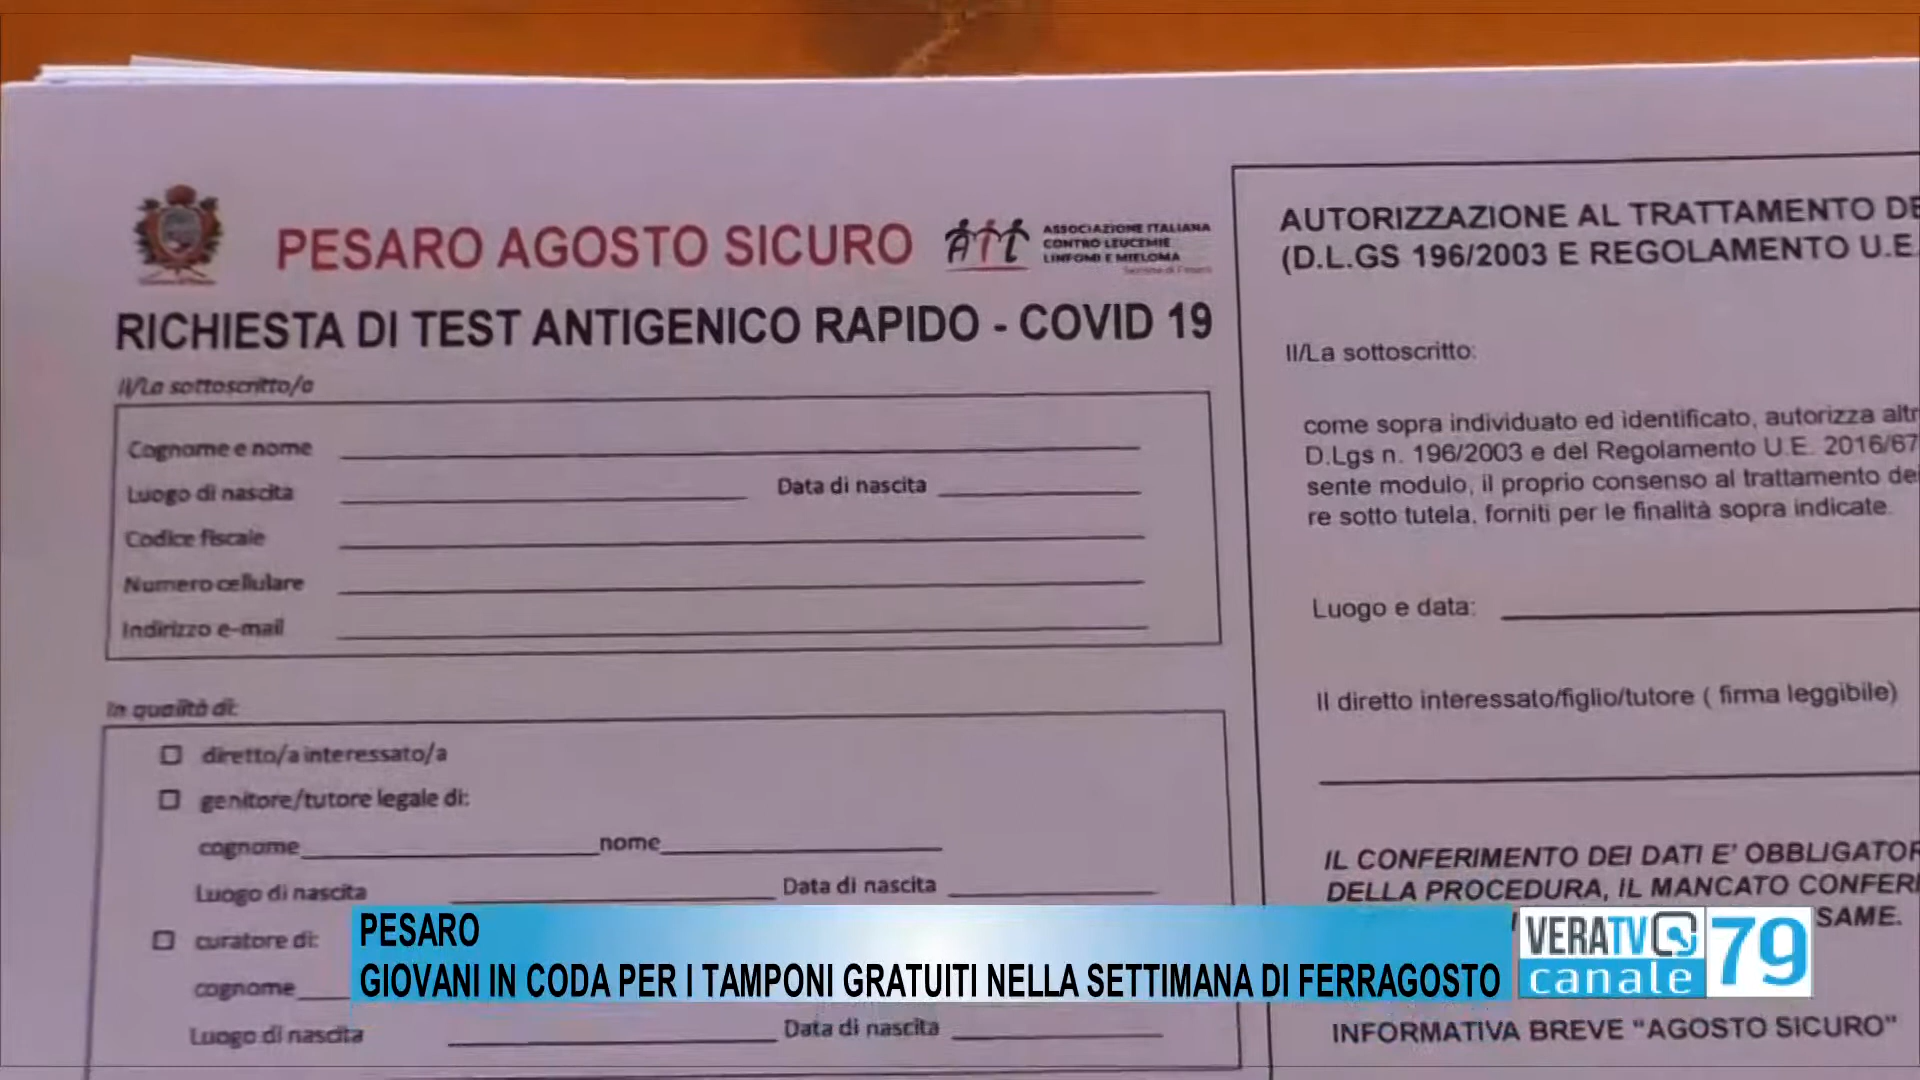 PESARO AGOSTO SICURO
ASSOCIAZIONE ITALIANA
CONTRO LEUCEMIE
LINFOMI E MIELOMA
RICHIESTA DI TEST ANTIGENICO RAPIDO - COVID 19
Il/La sottoscritto/a
Cognome e nome
Luogo di nascita Data di nascita
Codice fiscale
Numero cellulare
Indirizzo e-mail
In qualità di:
diretto/a interessato/a
genitore/tutore legale di:
cognome nome
Luogo di nascita Data di nascita
curatore di:
cognome
Luogo di nascita Data di nascita
AUTORIZZAZIONE AL TRATTAMENTO DE
(D.L.GS 196/2003 E REGOLAMENTO U.E.
Il/La sottoscritto:
come sopra individuato ed identificato, autorizza altr
D.Lgs n. 196/2003 e del Regolamento U.E. 2016/67
sente modulo, il proprio consenso al trattamento de
re sotto tutela, forniti per le finalità sopra indicate.
Luogo e data:
Il diretto interessato/figlio/tutore ( firma leggibile)
IL CONFERIMENTO DEI DATI E' OBBLIGATOR
DELLA PROCEDURA, IL MANCATO CONFERI
SAME.
INFORMATIVA BREVE "AGOSTO SICURO"
PESARO
GIOVANI IN CODA PER I TAMPONI GRATUITI NELLA SETTIMANA DI FERRAGOSTO
VERATV
canale 79